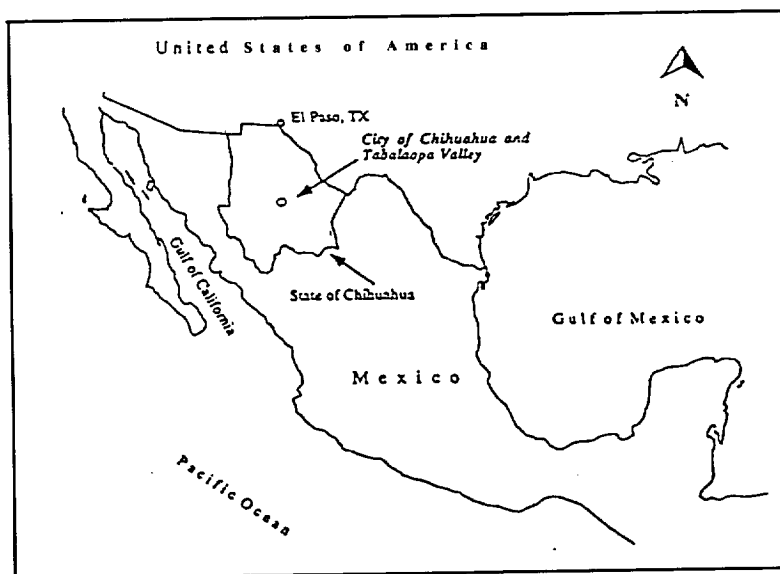 United States of America
N
El Paso, TX
City of Chihuahua and
Tabalaopa Valley
Gulf of California
State of Chihuahua
Gulf of Mexico
Mexico
Pacific Ocean